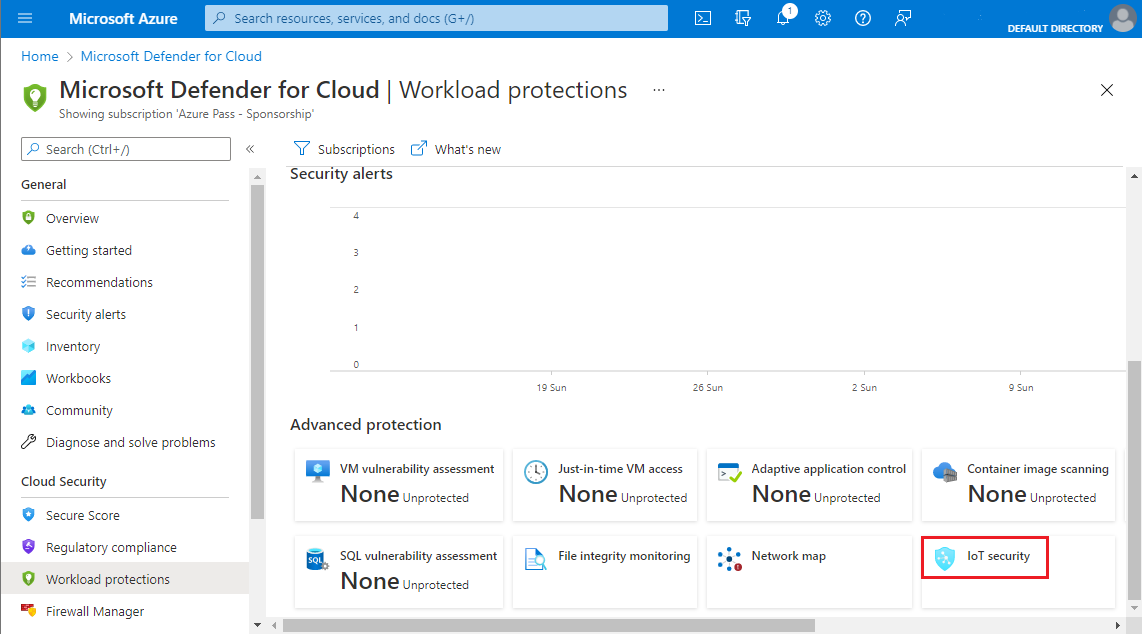 Microsoft Azure
Search resources, services, and docs (G+/)
1
DEFAULT DIRECTORY
Home > Microsoft Defender for Cloud
Microsoft Defender for Cloud | Workload protections ...
Showing subscription 'Azure Pass - Sponsorship'
Search (Ctrl+/)
«
Subscriptions
What's new
General
Overview
Getting started
Recommendations
Security alerts
Inventory
Workbooks
Community
Diagnose and solve problems
Cloud Security
Secure Score
Regulatory compliance
Workload protections
Firewall Manager
Security alerts
4
3
2
1
0
19 Sun
26 Sun
2 Sun
9 Sun
Advanced protection
VM vulnerability assessment
None Unprotected
Just-in-time VM access
None Unprotected
Adaptive application control
None Unprotected
Container image scanning
None Unprotected
SQL
SQL vulnerability assessment
None Unprotected
File integrity monitoring
Network map
IoT security